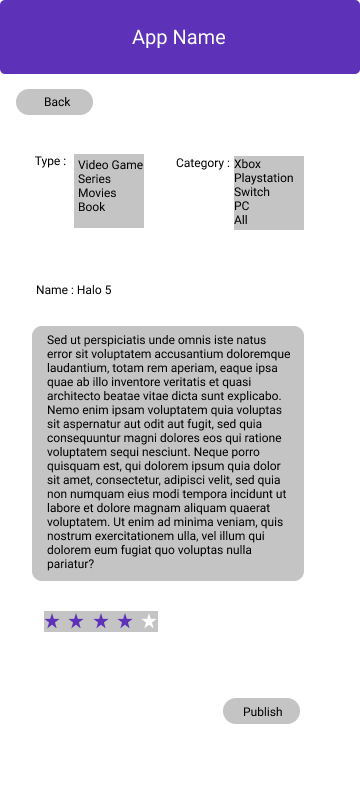 App Name
Back
Type :
Video Game
Series
Movies
Book
Category :
Xbox
Playstation
Switch
PC
All
Name : Halo 5
Sed ut perspiciatis unde omnis iste natus
error sit voluptatem accusantium doloremque
laudantium, totam rem aperiam, eaque ipsa
quae ab illo inventore veritatis et quasi
architecto beatae vitae dicta sunt explicabo.
Nemo enim ipsam voluptatem quia voluptas
sit aspernatur aut odit aut fugit, sed quia
consequuntur magni dolores eos qui ratione
voluptatem sequi nesciunt. Neque porro
quisquam est, qui dolorem ipsum quia dolor
sit amet, consectetur, adipisci velit, sed quia
non numquam eius modi tempora incidunt ut
labore et dolore magnam aliquam quaerat
voluptatem. Ut enim ad minima veniam, quis
nostrum exercitationem ulla, vel illum qui
dolorem eum fugiat quo voluptas nulla
pariatur?
Publish